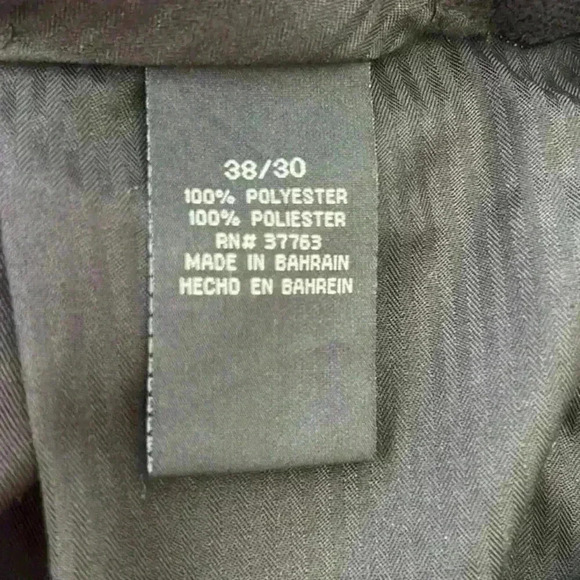 38/30
100% POLYESTER
100% POLIESTER
RN# 37763
MADE IN BAHRAIN
HECHO EN BAHREIN